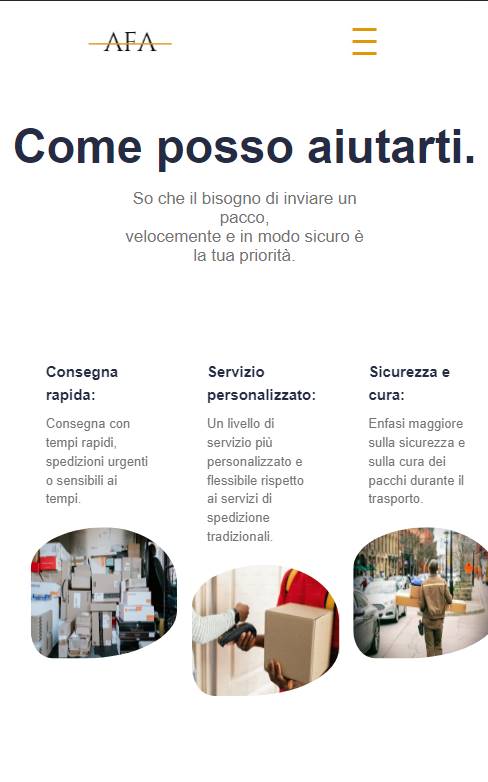 AFA
Come posso aiutarti.
So che il bisogno di inviare un
pacco,
velocemente e in modo sicuro è
la tua priorità.
Consegna
rapida:
Consegna con
tempi rapidi,
spedizioni urgenti
o sensibili ai
tempi.
Servizio
personalizzato:
Un livello di
servizio più
personalizzato e
flessibile rispetto
ai servizi di
spedizione
tradizionali.
Sicurezza e
cura:
Enfasi maggiore
sulla sicurezza e
sulla cura dei
pacchi durante il
trasporto.